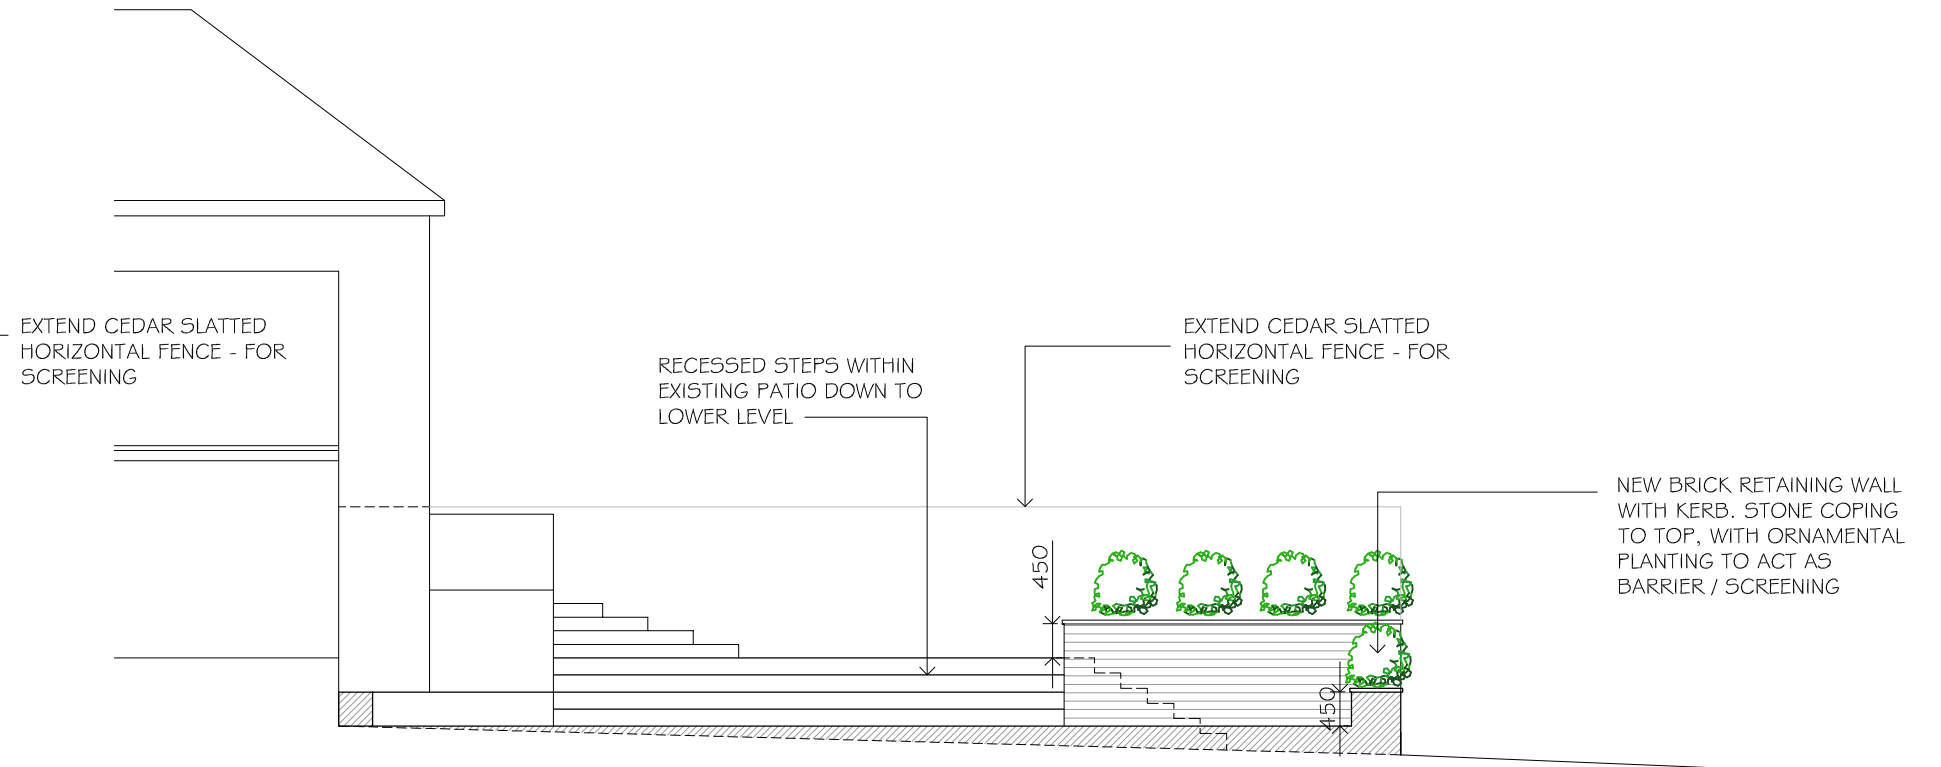 EXTEND CEDAR SLATTED
HORIZONTAL FENCE - FOR
SCREENING
RECESSED STEPS WITHIN
EXISTING PATIO DOWN TO
LOWER LEVEL
EXTEND CEDAR SLATTED
HORIZONTAL FENCE - FOR
SCREENING
NEW BRICK RETAINING WALL
WITH KERB. STONE COPING
TO TOP, WITH ORNAMENTAL
PLANTING TO ACT AS
BARRIER / SCREENING
450
450